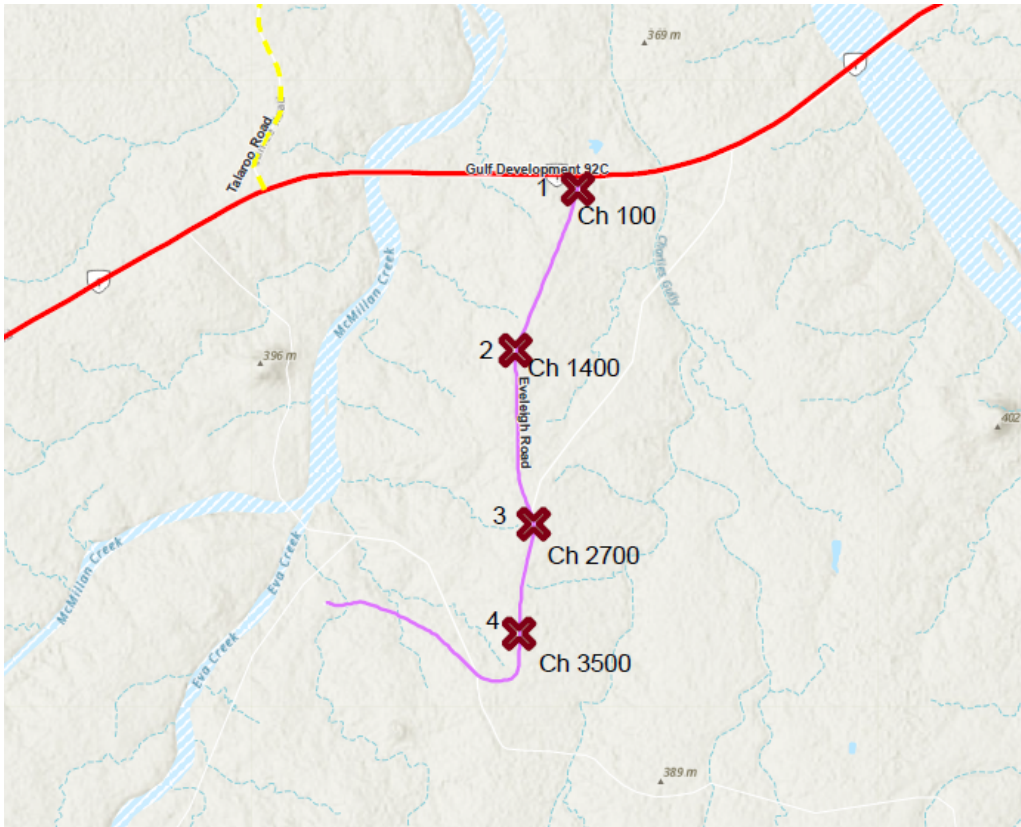 369 m
Talaroo Road
Gulf Development 92C
1
Ch 100
Charlies Gully
McMillan Creek
396 m
2
Ch 1400
Eveleigh Road
402
3
Ch 2700
McMillan Creek
Eva Creek
4
Ch 3500
Eva Creek
389 m